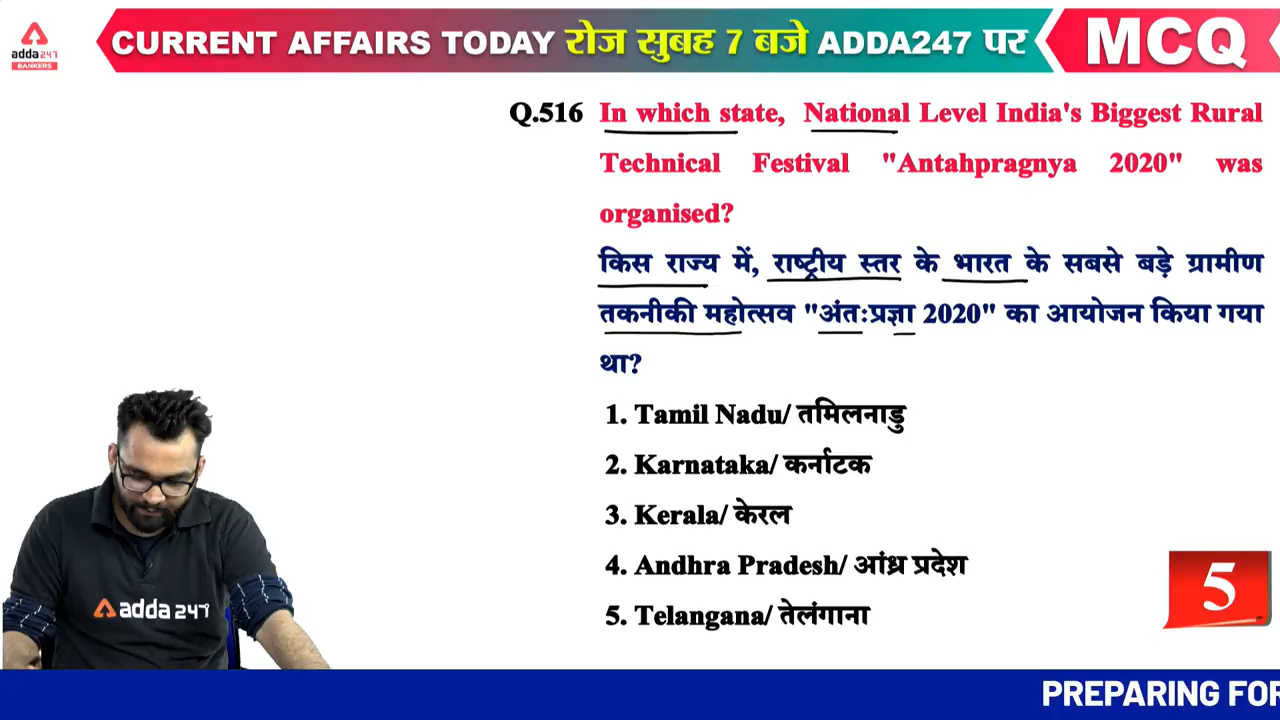 adda247
BANKERS
CURRENT AFFAIRS TODAY रोज सुबह 7 बजे ADDA247 पर
MCQ
Q.516 In which state, National Level India's Biggest Rural
Technical Festival "Antahpragnya 2020" was
organised?
किस राज्य में, राष्ट्रीय स्तर के भारत के सबसे बड़े ग्रामीण
तकनीकी महोत्सव "अंतःप्रज्ञा 2020" का आयोजन किया गया
था?
1. Tamil Nadu/ तमिलनाडु
2. Karnataka/ कर्नाटक
3. Kerala/ केरल
4. Andhra Pradesh/ आंध्र प्रदेश
5. Telangana/ तेलंगाना
5
adda247
PREPARING FOR